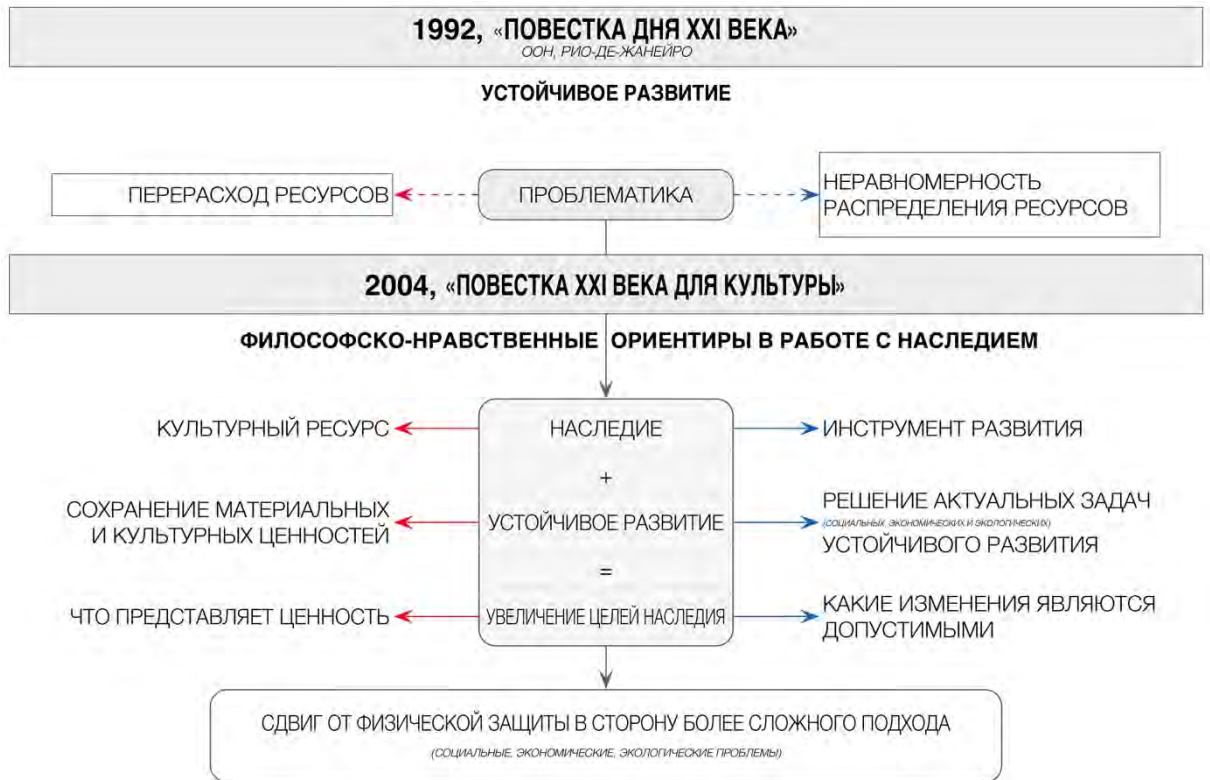 1992, «ПОВЕСТКА ДНЯ XXI ВЕКА»
ООН, РИО-ДЕ-ЖАНЕЙРО
УСТОЙЧИВОЕ РАЗВИТИЕ
ПЕРЕРАСХОД РЕСУРСОВ
ПРОБЛЕМАТИКА
НЕРАВНОМЕРНОСТЬ
РАСПРЕДЕЛЕНИЯ РЕСУРСОВ
2004, «ПОВЕСТКА XXI ВЕКА ДЛЯ КУЛЬТУРЫ»
ФИЛОСОФСКО-НРАВСТВЕННЫЕ ОРИЕНТИРЫ В РАБОТЕ С НАСЛЕДИЕМ
КУЛЬТУРНЫЙ РЕСУРС
НАСЛЕДИЕ
ИНСТРУМЕНТ РАЗВИТИЯ
+
СОХРАНЕНИЕ МАТЕРИАЛЬНЫХ
И КУЛЬТУРНЫХ ЦЕННОСТЕЙ
УСТОЙЧИВОЕ РАЗВИТИЕ
РЕШЕНИЕ АКТУАЛЬНЫХ ЗАДАЧ
(СОЦИАЛЬНЫХ, ЭКОНОМИЧЕСКИХ И ЭКОЛОГИЧЕСКИХ)
УСТОЙЧИВОГО РАЗВИТИЯ
=
ЧТО ПРЕДСТАВЛЯЕТ ЦЕННОСТЬ
УВЕЛИЧЕНИЕ ЦЕЛЕЙ НАСЛЕДИЯ
КАКИЕ ИЗМЕНЕНИЯ ЯВЛЯЮТСЯ
ДОПУСТИМЫМИ
СДВИГ ОТ ФИЗИЧЕСКОЙ ЗАЩИТЫ В СТОРОНУ БОЛЕЕ СЛОЖНОГО ПОДХОДА
(СОЦИАЛЬНЫЕ, ЭКОНОМИЧЕСКИЕ, ЭКОЛОГИЧЕСКИЕ ПРОБЛЕМЫ)